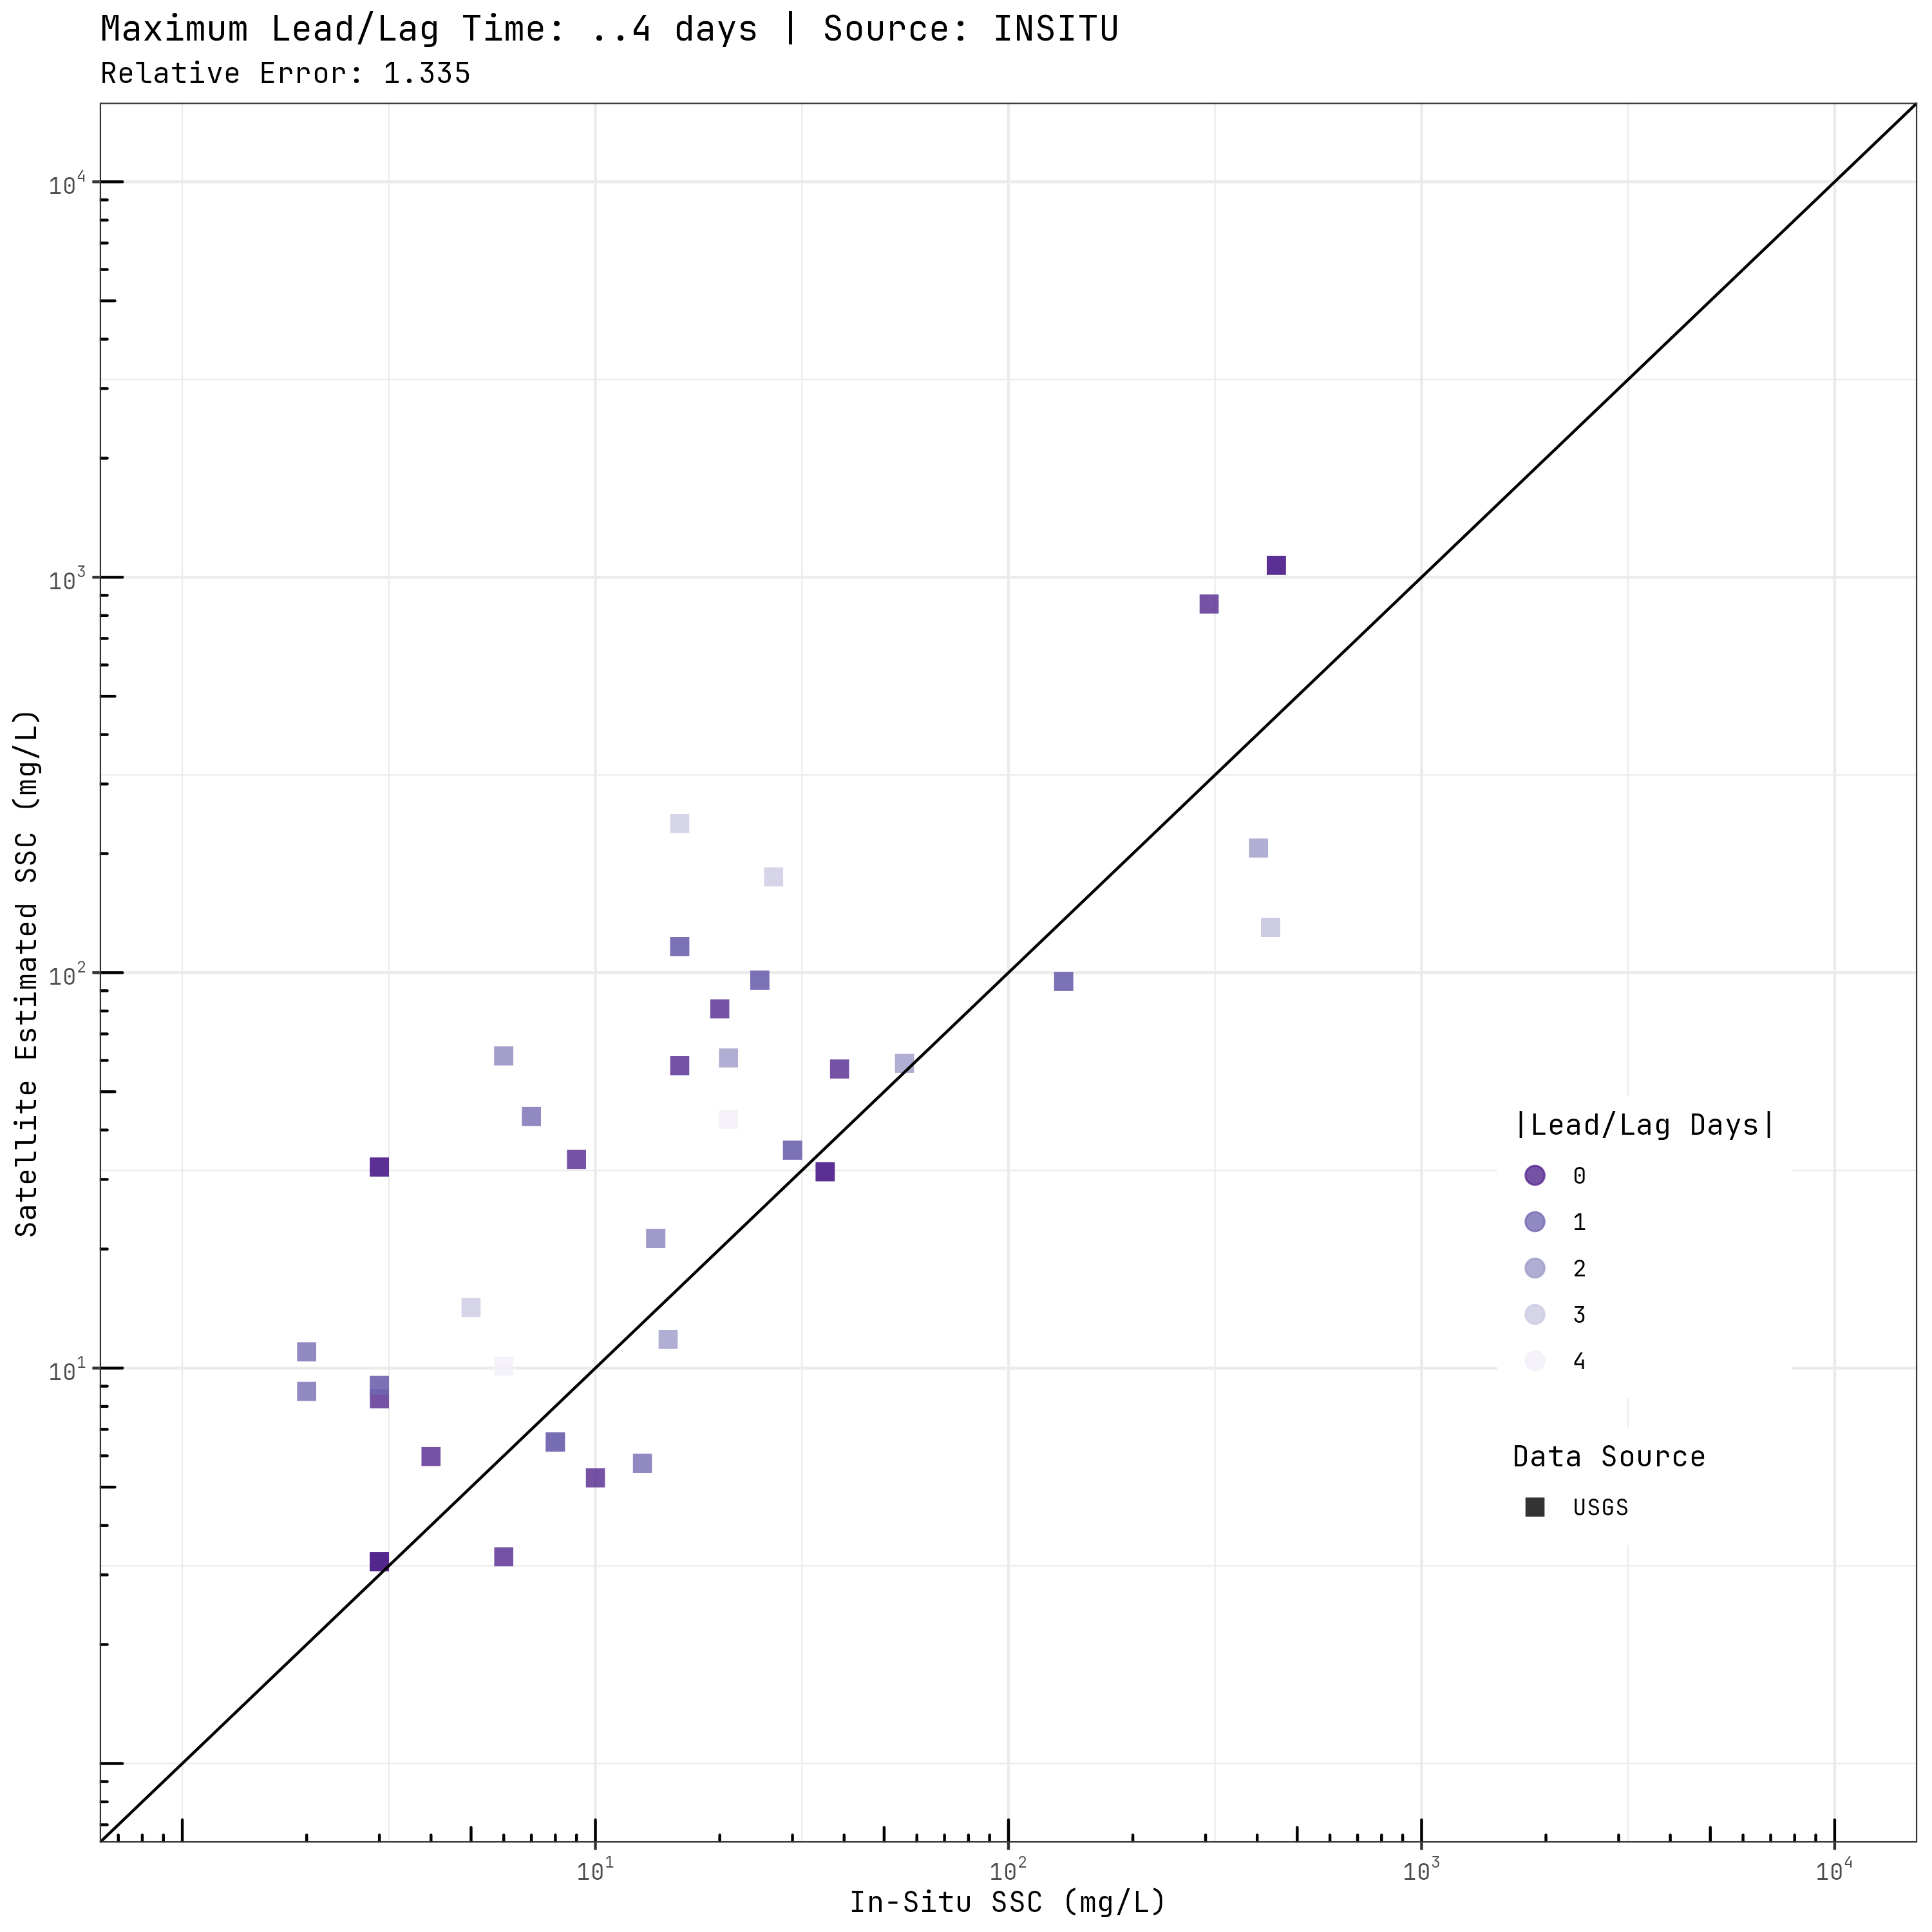 Maximum Lead/Lag Time: ..4 days | Source: INSITU
Relative Error: 1.335
Satellite Estimated SSC (mg/L)
10⁴
10³
10²
10¹
|Lead/Lag Days|
0
1
2
3
4
Data Source
USGS
10¹ 10² 10³ 10⁴
In-Situ SSC (mg/L)